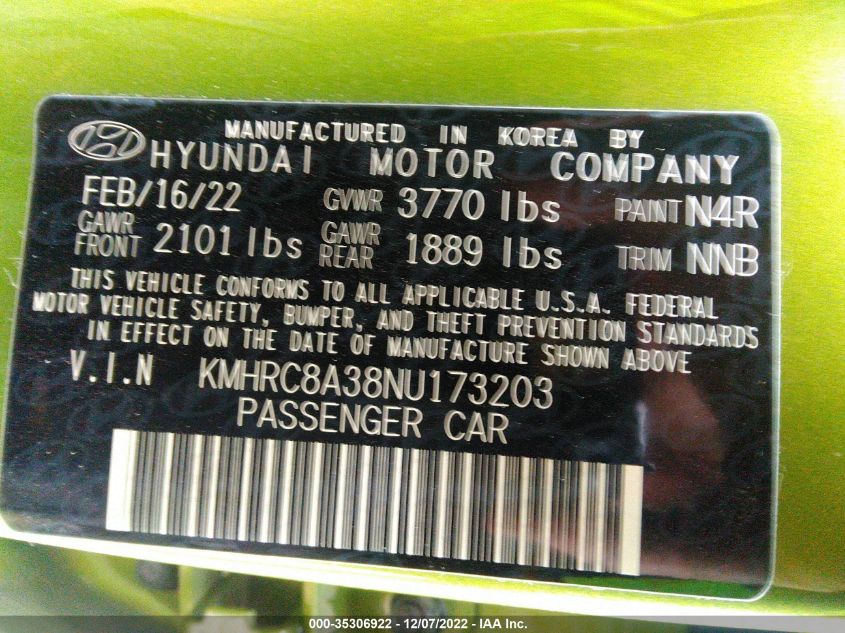 MANUFACTURED IN KOREA BY
HYUNDAI MOTOR COMPANY
FEB/16/22 GVWR 3770 lbs PAINT N4R
GAWR FRONT 2101 lbs GAWR REAR 1889 lbs TRIM NNB
THIS VEHICLE CONFORMS TO ALL APPLICABLE U.S.A. FEDERAL
MOTOR VEHICLE SAFETY, BUMPER, AND THEFT PREVENTION STANDARDS
IN EFFECT ON THE DATE OF MANUFACTURE SHOWN ABOVE
V.I.N KMHRC8A38NU173203
PASSENGER CAR
000-35306922 - 12/07/2022 - IAA Inc.